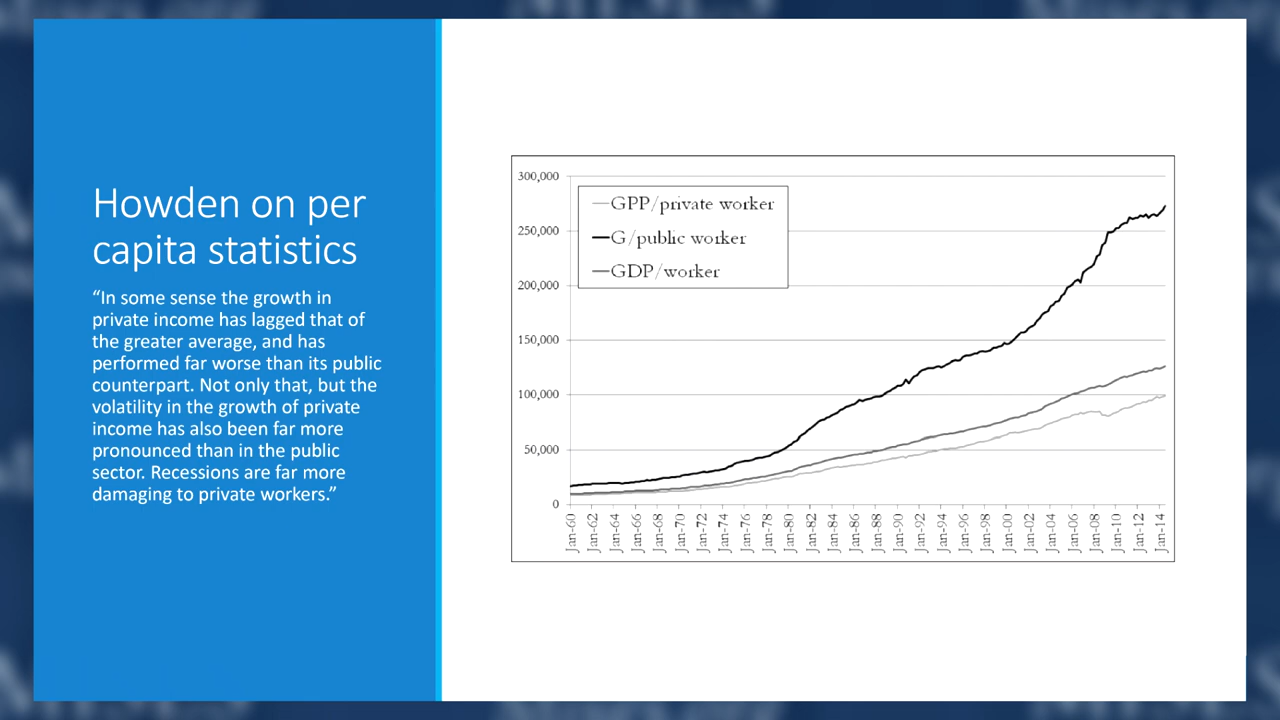 Howden on per
capita statistics
“In some sense the growth in
private income has lagged that of
the greater average, and has
performed far worse than its public
counterpart. Not only that, but the
volatility in the growth of private
income has also been far more
pronounced than in the public
sector. Recessions are far more
damaging to private workers.”
300,000
250,000
200,000
150,000
100,000
50,000
0
GPP/private worker
G/public worker
GDP/worker
Jan-60
Jan-62
Jan-64
Jan-66
Jan-68
Jan-70
Jan-72
Jan-74
Jan-76
Jan-78
Jan-80
Jan-82
Jan-84
Jan-86
Jan-88
Jan-90
Jan-92
Jan-94
Jan-96
Jan-98
Jan-00
Jan-02
Jan-04
Jan-06
Jan-08
Jan-10
Jan-12
Jan-14